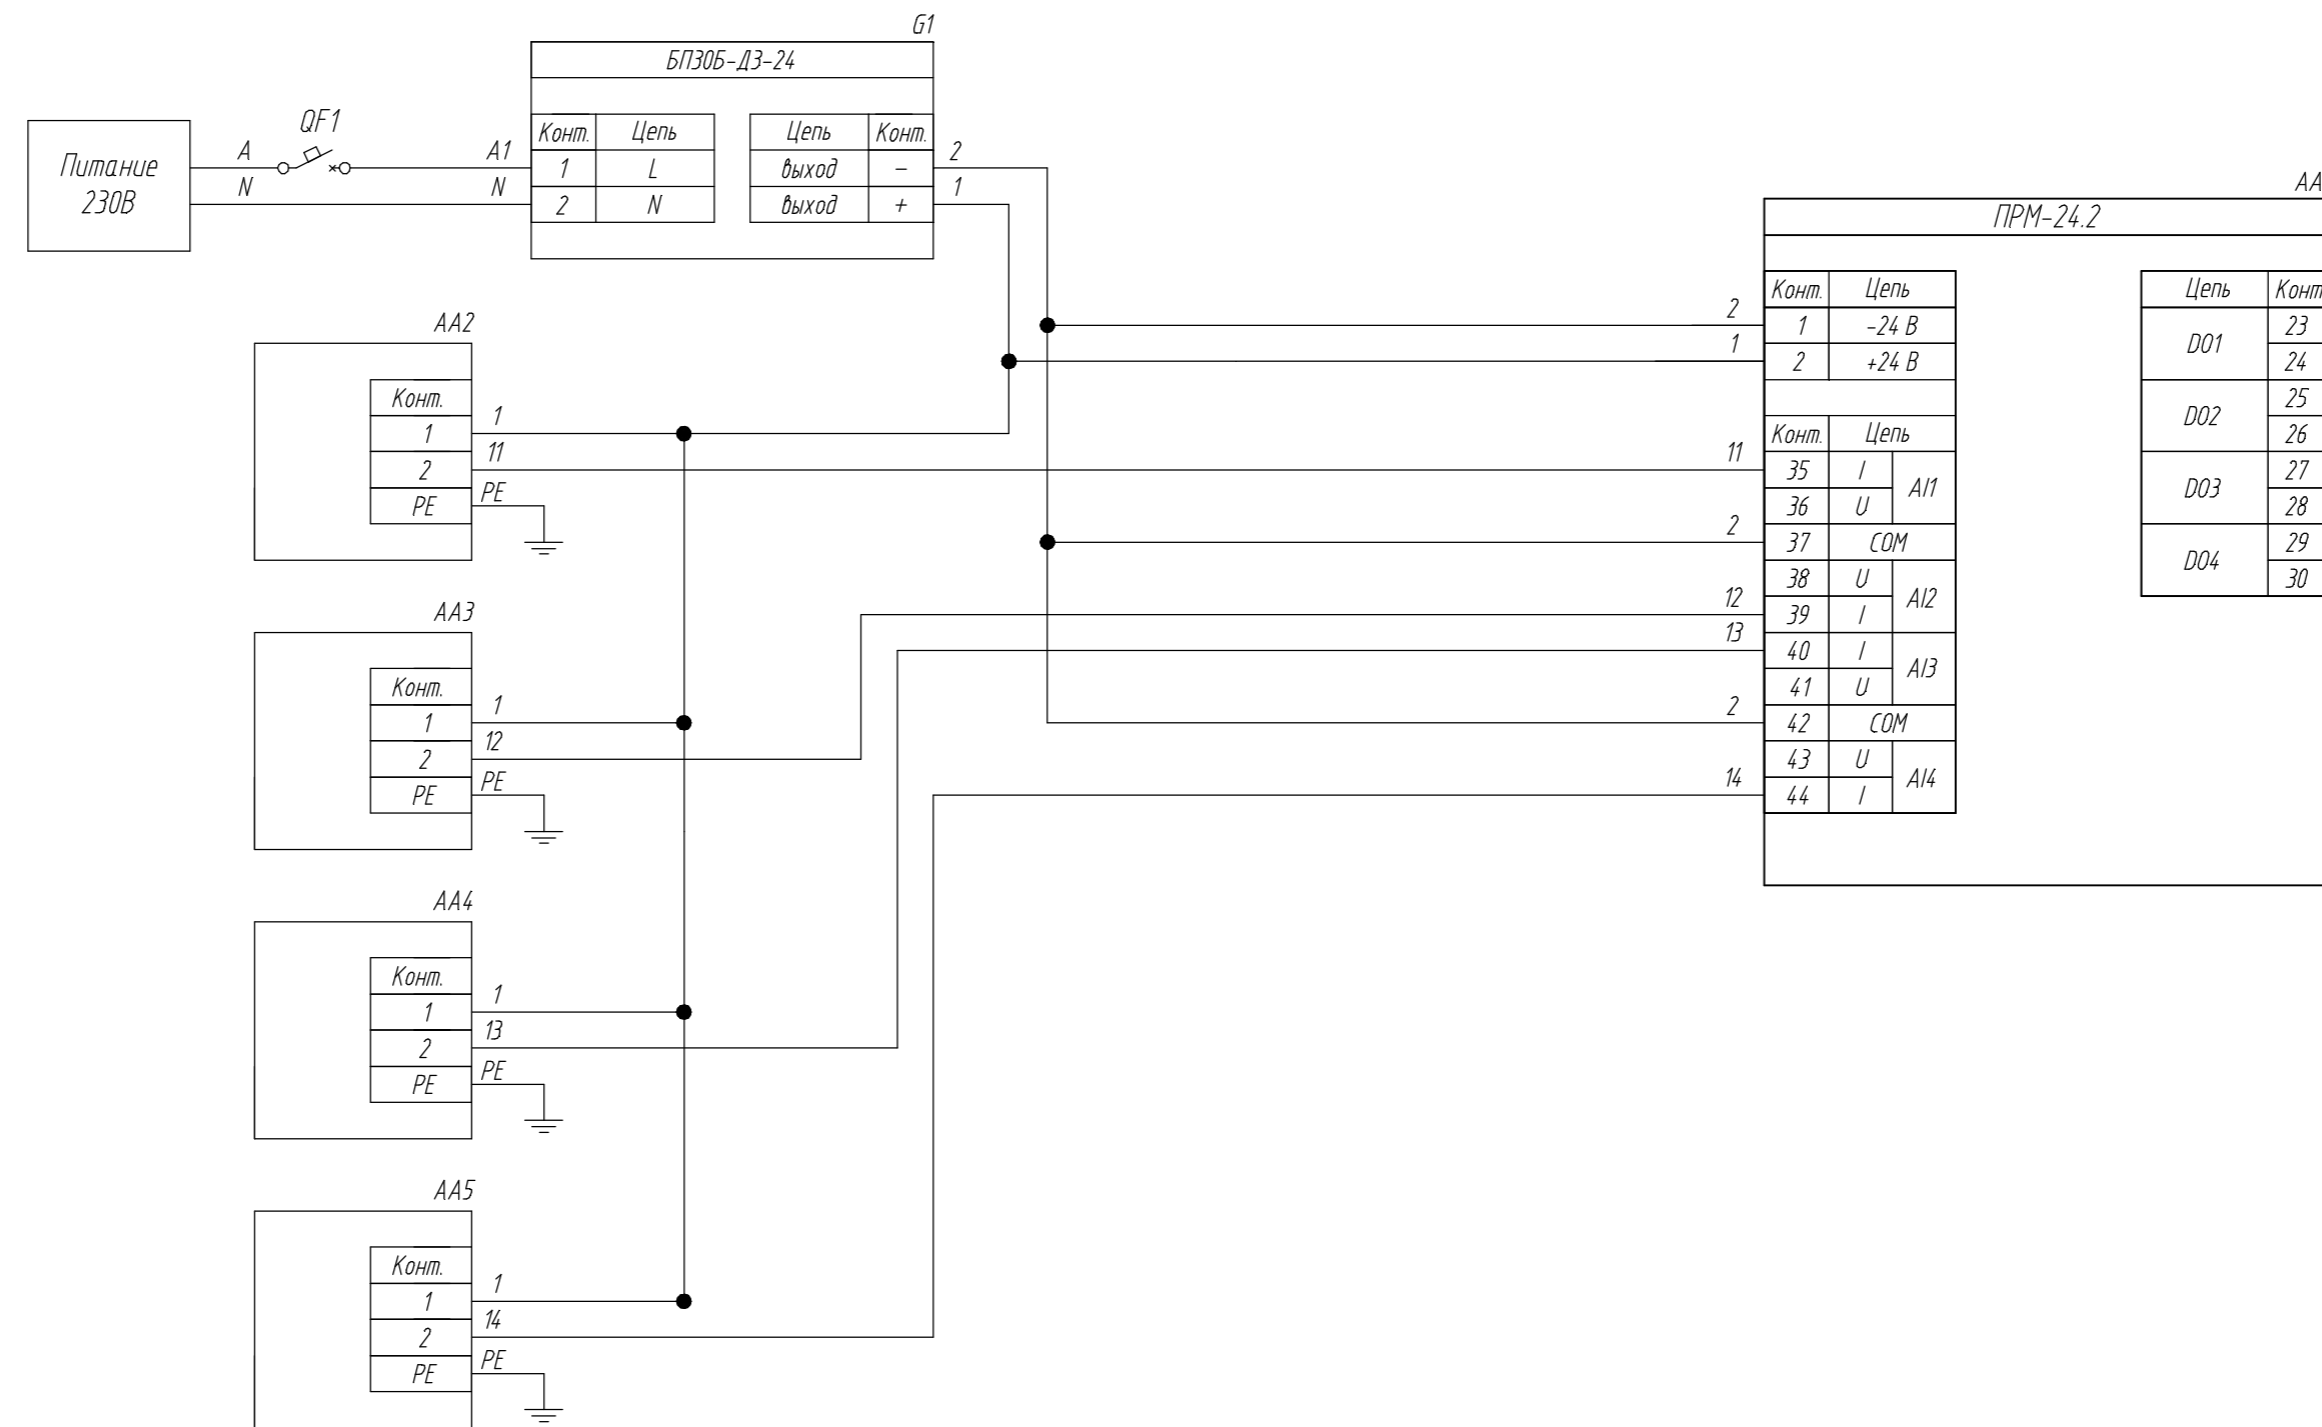 G1
БП30Б-Д3-24
Конт. Цепь Цепь Конт.
1 L выход -
2 N выход +
Питание
230В
A QF1 A1
N N
2
1
AA
ПРМ-24.2
Конт. Цепь
2 1 -24 В
1 2 +24 В
Конт. Цепь
11 35 I AI1
36 U
2 37 COM
38 U AI2
12 39 I
13 40 I AI3
41 U
2 42 COM
43 U AI4
14 44 I
Цепь Конт
DO1 23
24
DO2 25
26
DO3 27
28
DO4 29
30
AA2
Конт.
1 1
2 11
PE PE
AA3
Конт.
1 1
2 12
PE PE
AA4
Конт.
1 1
2 13
PE PE
AA5
Конт.
1 1
2 14
PE PE